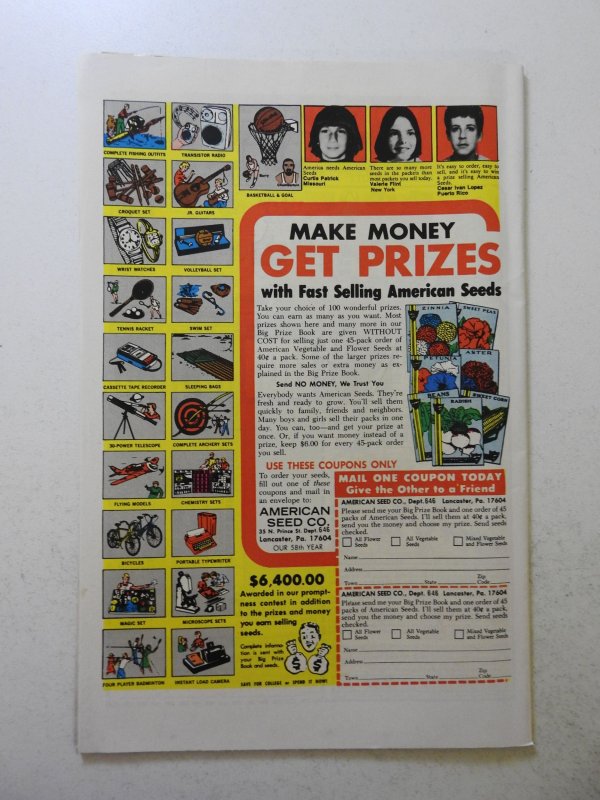 COMPLETE FISHING OUTFITS
TRANSISTOR RADIO
BASKETBALL & GOAL
CROQUET SET
JR. GUITARS
WRIST WATCHES
VOLLEYBALL SET
TENNIS RACKET
SWIM SET
CASSETTE TAPE RECORDER
SLEEPING BAGS
30-POWER TELESCOPE
COMPLETE ARCHERY SETS
FLYING MODELS
CHEMISTRY SETS
BICYCLES
PORTABLE TYPEWRITER
MAGIC SET
MICROSCOPE SETS
FOUR PLAYER BADMINTON
INSTANT LOAD CAMERA
America needs American
Seeds
Curtis Patrick
Missouri
There are so many more
seeds in the packets than
most packets you sell today.
Valerie Flint
New York
It's easy to order, easy to
sell, and it's easy to win
a prize selling American
Seeds.
Cesar Ivan Lopez
Puerto Rico
MAKE MONEY
GET PRIZES
with Fast Selling American Seeds
Take your choice of 100 wonderful prizes.
You can earn as many as you want. Most
prizes shown here and many more in our
Big Prize Book are given WITHOUT
COST for selling just one 45-pack order of
American Vegetable and Flower Seeds at
40¢ a pack. Some of the larger prizes re-
quire more sales or extra money as ex-
plained in the Big Prize Book.
Send NO MONEY, We Trust You
Everybody wants American Seeds. They're
fresh and ready to grow. You'll sell them
quickly to family, friends and neighbors.
Many boys and girls sell their packs in one
day. You can, too—and get your prize at
once. Or, if you want money instead of a
prize, keep $6.00 for every 45-pack order
you sell.
ZINNIA
SWEET PEAS
PETUNIA
ASTER
BEANS
RADISH
SWEET CORN
USE THESE COUPONS ONLY
To order your seeds,
fill out one of these
coupons and mail in
an envelope to:
AMERICAN
SEED CO.
35 N. Prince St. Dept. 646
Lancaster, Pa. 17604
OUR 58th YEAR
$6,400.00
Awarded in our prompt-
ness contest in addition
to the prizes and money
you earn selling
seeds.
Complete informa-
tion is sent with
your Big Prize
Book and seeds.
$ $
SAVE FOR COLLEGE or SPEND IT NOW!
MAIL ONE COUPON TODAY
Give the Other to a Friend
AMERICAN SEED CO., Dept. 646 Lancaster, Pa. 17604
Please send me your Big Prize Book and one order of 45
packs of American Seeds. I'll sell them at 40¢ a pack,
send you the money and choose my prize. Send seeds
checked.
All Flower Seeds
All Vegetable Seeds
Mixed Vegetable and Flower Seeds
Name
Address
Town State Zip Code
AMERICAN SEED CO., Dept. 646 Lancaster, Pa. 17604
Please send me your Big Prize Book and one order of 45
packs of American Seeds. I'll sell them at 40¢ a pack,
send you the money and choose my prize. Send seeds
checked.
All Flower Seeds
All Vegetable Seeds
Mixed Vegetable and Flower Seeds
Name
Address
Town State Zip Code